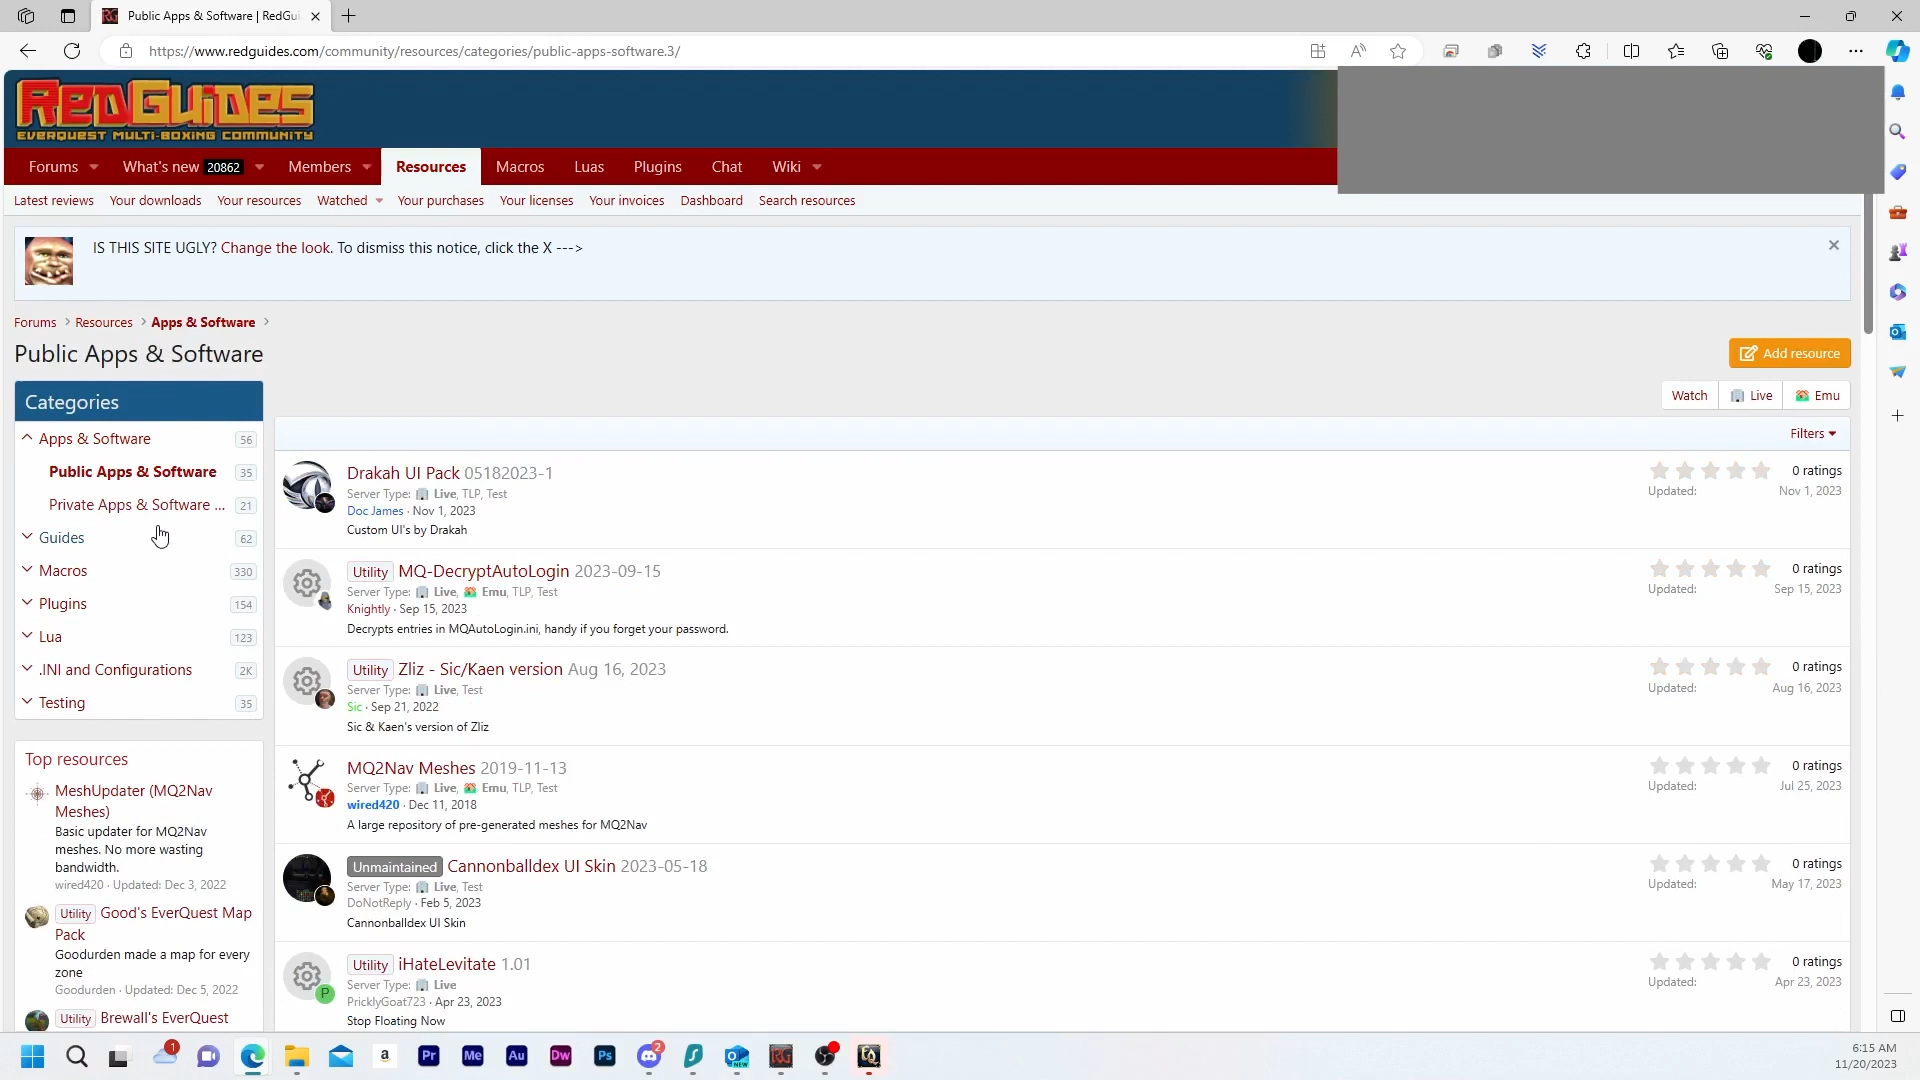 Public Apps & Software | RedGui
https://www.redguides.com/community/resources/categories/public-apps-software.3/
REDGUIDES
EVERQUEST MULTI-BOXING COMMUNITY
Forums What's new 20862 Members Resources Macros Luas Plugins Chat Wiki
Latest reviews Your downloads Your resources Watched Your purchases Your licenses Your invoices Dashboard Search resources
IS THIS SITE UGLY? Change the look. To dismiss this notice, click the X --->
Forums > Resources > Apps & Software >
Public Apps & Software
Add resource
Watch Live Emu
Filters
Categories
Apps & Software 56
Public Apps & Software 35
Private Apps & Software ... 21
Guides 62
Macros 330
Plugins 154
Lua 123
.INI and Configurations 2K
Testing 35
Top resources
MeshUpdater (MQ2Nav
Meshes)
Basic updater for MQ2Nav
meshes. No more wasting
bandwidth.
wired420 · Updated: Dec 3, 2022
Utility Good's EverQuest Map
Pack
Goodurden made a map for every
zone
Goodurden · Updated: Dec 5, 2022
Utility Brewall's EverQuest
Drakah UI Pack 05182023-1
Server Type: Live, TLP, Test
Doc James · Nov 1, 2023
Custom UI's by Drakah
0 ratings
Updated: Nov 1, 2023
Utility MQ-DecryptAutoLogin 2023-09-15
Server Type: Live, Emu, TLP, Test
Knightly · Sep 15, 2023
Decrypts entries in MQAutoLogin.ini, handy if you forget your password.
0 ratings
Updated: Sep 15, 2023
Utility Zliz - Sic/Kaen version Aug 16, 2023
Server Type: Live, Test
Sic · Sep 21, 2022
Sic & Kaen's version of Zliz
0 ratings
Updated: Aug 16, 2023
MQ2Nav Meshes 2019-11-13
Server Type: Live, Emu, TLP, Test
wired420 · Dec 11, 2018
A large repository of pre-generated meshes for MQ2Nav
0 ratings
Updated: Jul 25, 2023
Unmaintained Cannonballdex UI Skin 2023-05-18
Server Type: Live, Test
DoNotReply · Feb 5, 2023
Cannonballdex UI Skin
0 ratings
Updated: May 17, 2023
Utility iHateLevitate 1.01
Server Type: Live
P
PricklyGoat723 · Apr 23, 2023
Stop Floating Now
0 ratings
Updated: Apr 23, 2023
1 a Pr Me Au Dw Ps 2 NEW RG
6:15 AM
11/20/2023